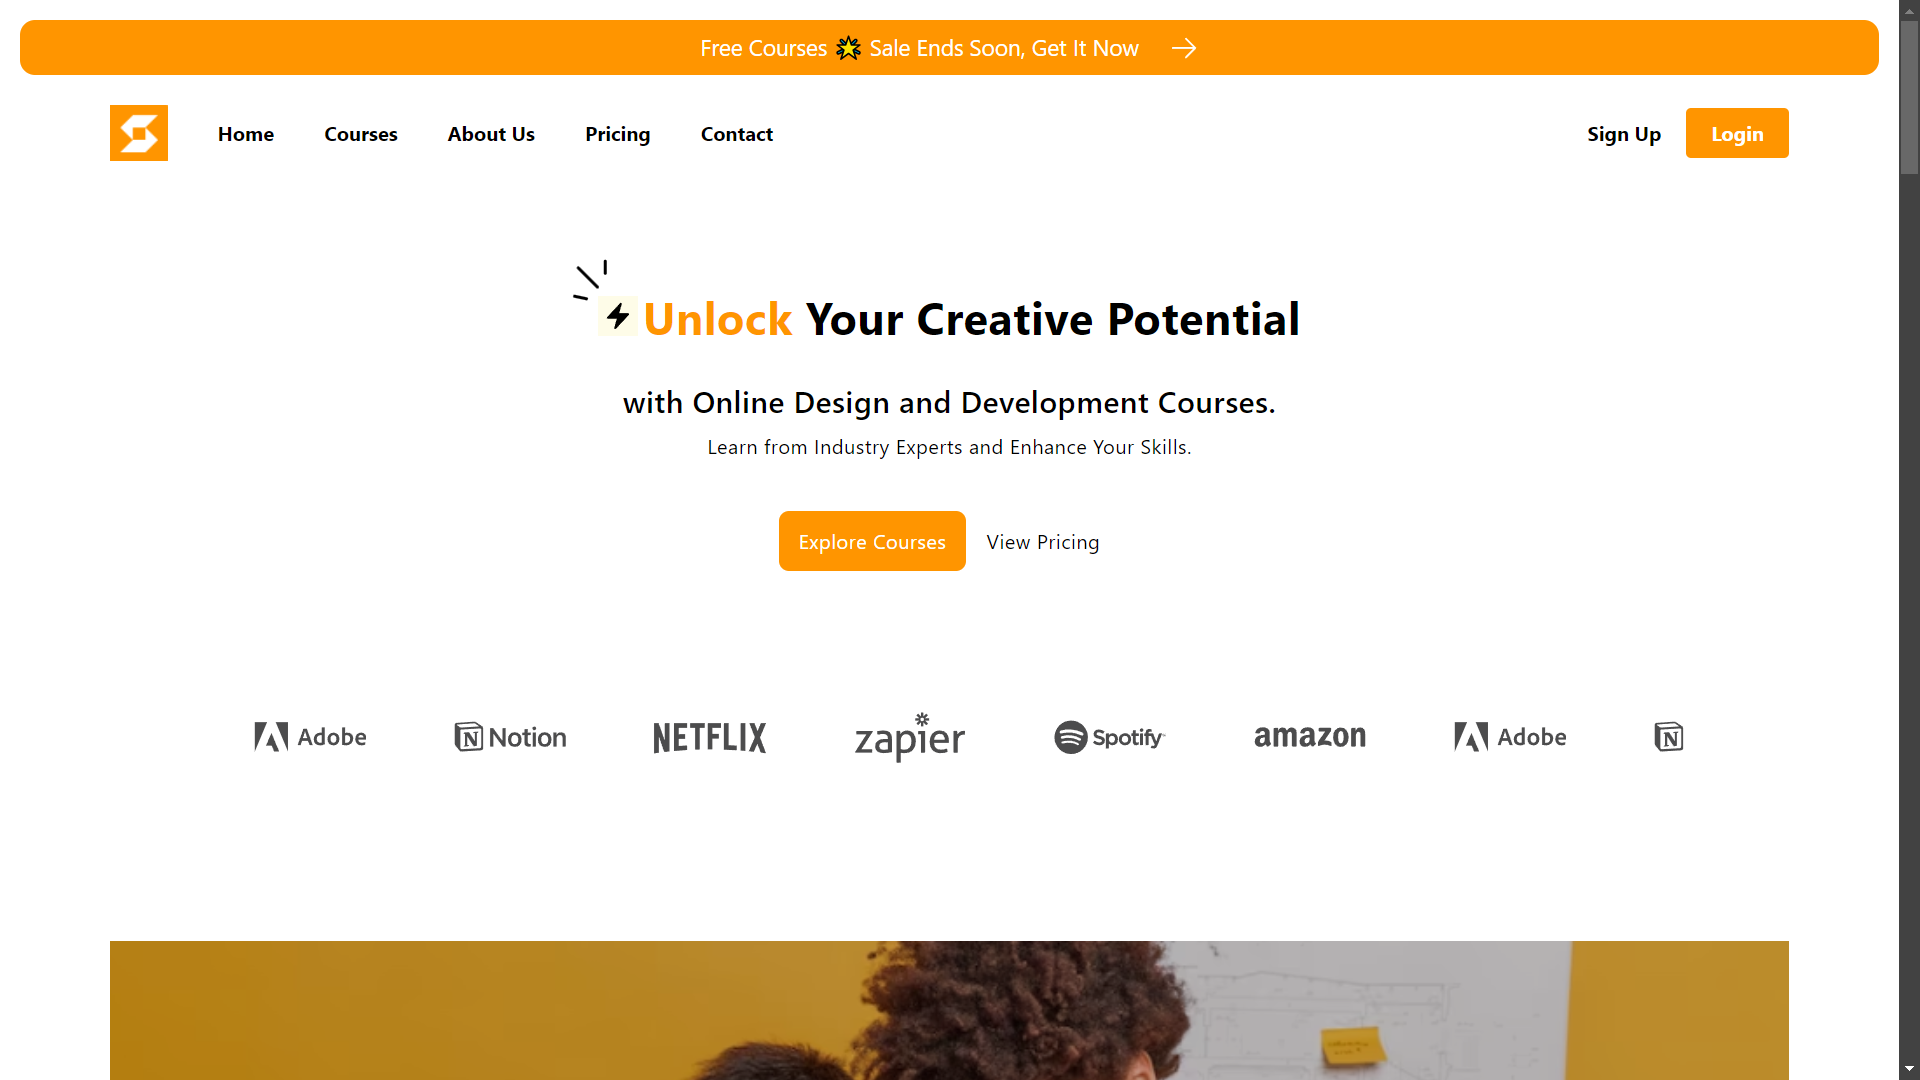 Free Courses 🌟 Sale Ends Soon, Get It Now →
Home Courses About Us Pricing Contact Sign Up Login
Unlock Your Creative Potential
with Online Design and Development Courses.
Learn from Industry Experts and Enhance Your Skills.
Explore Courses View Pricing
Adobe Notion NETFLIX zapier Spotify amazon Adobe N